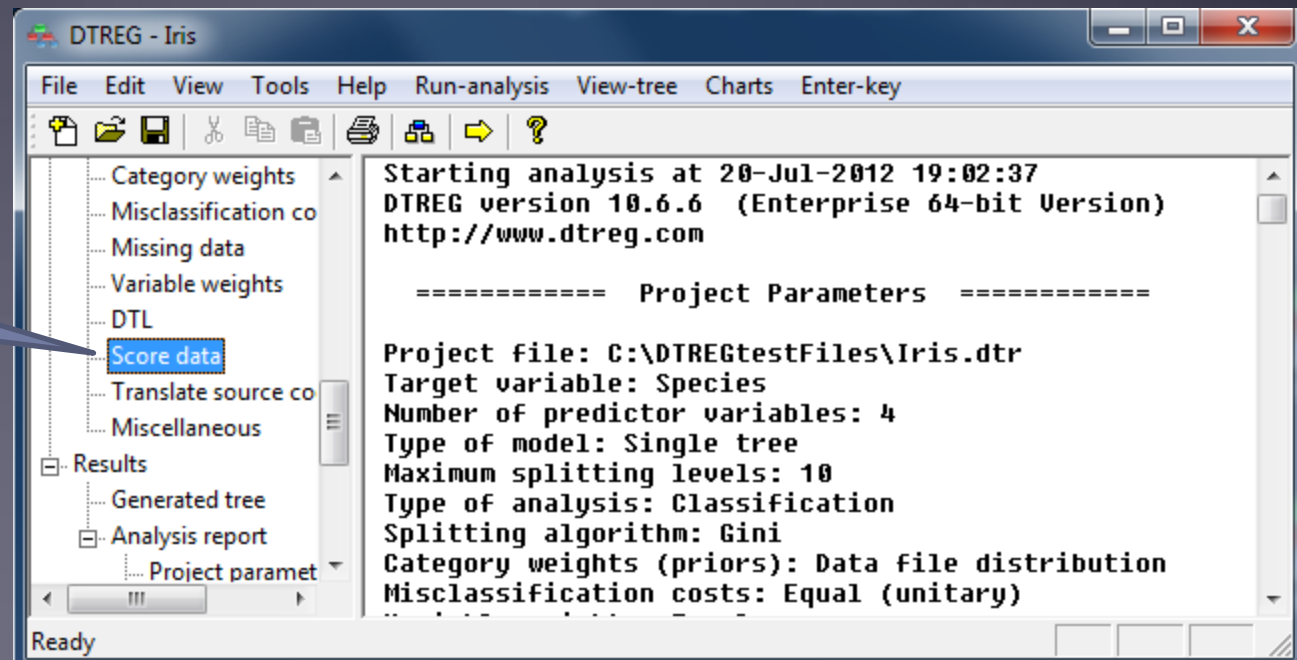 DTREG - Iris
File Edit View Tools Help Run-analysis View-tree Charts Enter-key
Category weights
Misclassification co
Missing data
Variable weights
DTL
Score data
Translate source co
Miscellaneous
Results
Generated tree
Analysis report
Project paramet
Starting analysis at 20-Jul-2012 19:02:37
DTREG version 10.6.6 (Enterprise 64-bit Version)
http://www.dtreg.com
============ Project Parameters ============
Project file: C:\DTREGtestFiles\Iris.dtr
Target variable: Species
Number of predictor variables: 4
Type of model: Single tree
Maximum splitting levels: 10
Type of analysis: Classification
Splitting algorithm: Gini
Category weights (priors): Data file distribution
Misclassification costs: Equal (unitary)
Ready